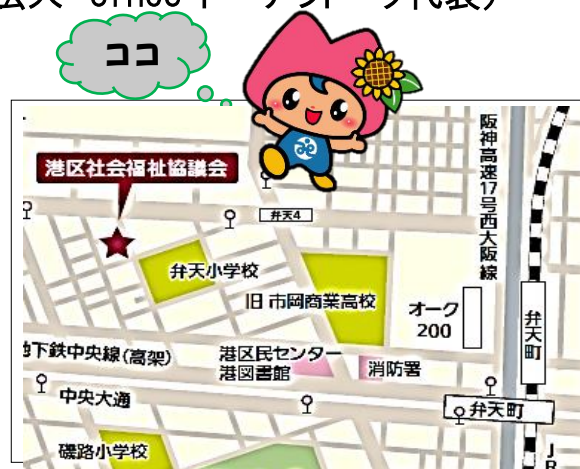 ココ
港区社会福祉協議会
弁天4
阪神高速17号西大阪線
弁天小学校
旧 市岡商業高校
オーク
200
弁天町
地下鉄中央線(高架)
港区民センター
港図書館
消防署
中央大通
弁天町
磯路小学校
JR